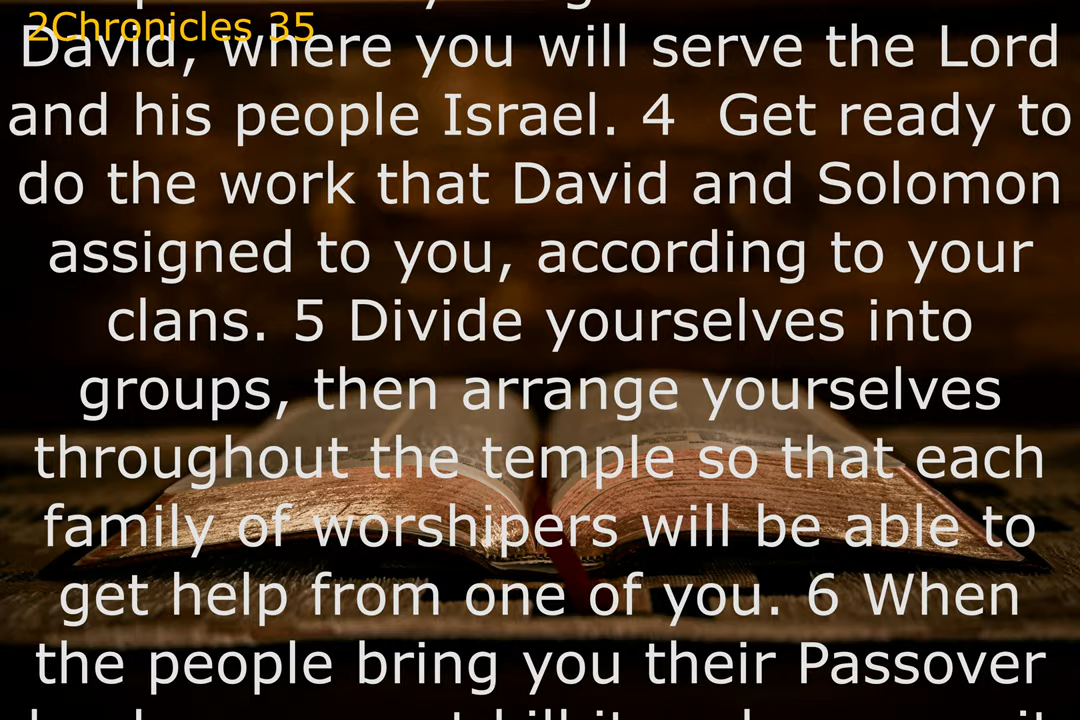 2Chronicles 35
David, where you will serve the Lord
and his people Israel. 4 Get ready to
do the work that David and Solomon
assigned to you, according to your
clans. 5 Divide yourselves into
groups, then arrange yourselves
throughout the temple so that each
family of worshipers will be able to
get help from one of you. 6 When
the people bring you their Passover